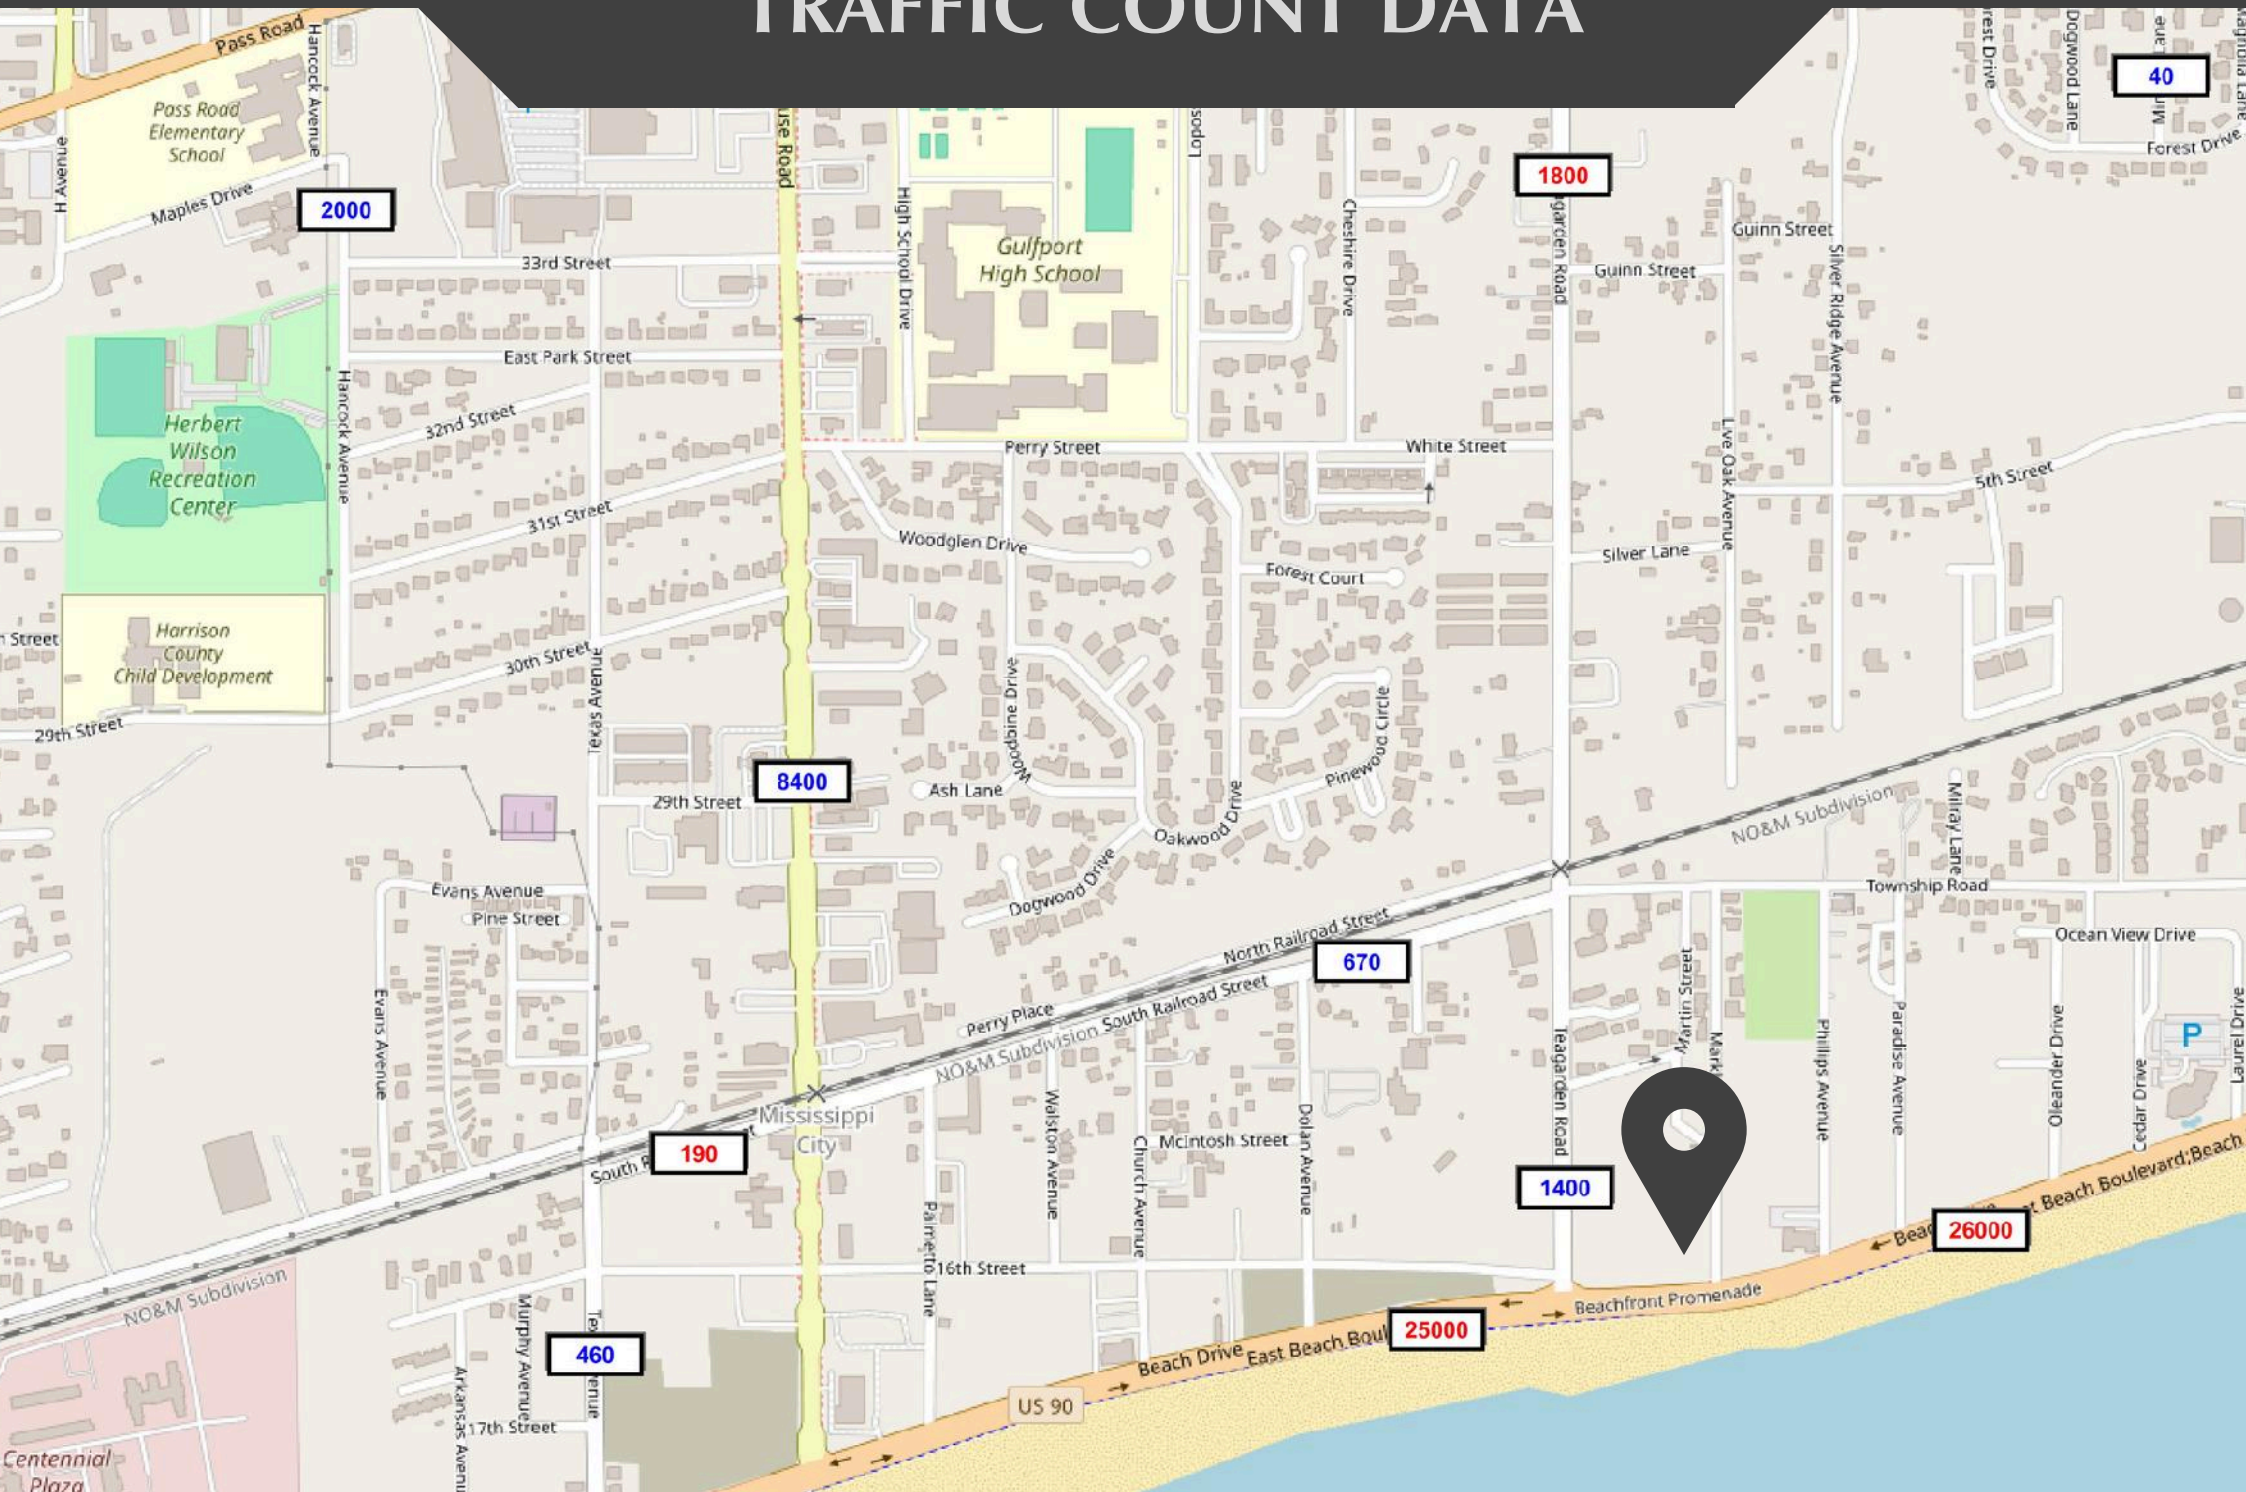 TRAFFIC COUNT DATA
Pass Road
Hancock Avenue
Pass Road
Elementary
School
H Avenue
Maples Drive
2000
33rd Street
East Park Street
32nd Street
31st Street
30th Street
Hancock Avenue
Herbert
Wilson
Recreation
Center
Harrison
County
Child Development
29th Street
Texas Avenue
29th Street
8400
High School Drive
Gulfport
High School
Perry Street
White Street
Cheshire Drive
1800
Guinn Street
Guinn Street
Silver Ridge Avenue
Live Oak Avenue
Silver Lane
5th Street
Dogwood Lane
40
Forest Drive
Woodglen Drive
Forest Court
Woodbine Drive
Ash Lane
Oakwood Drive
Pinewood Circle
Dogwood Drive
Evans Avenue
Pine Street
Evans Avenue
North Railroad Street
670
South Railroad Street
Perry Place
NO&M Subdivision
NO&M Subdivision
Milray Lane
Township Road
Ocean View Drive
Martin Street
Mark
Phillips Avenue
Paradise Avenue
Oleander Drive
Cedar Drive
Laurel Drive
P
Teagarden Road
1400
Mississippi
City
190
South R
Walston Avenue
Church Avenue
McIntosh Street
Dolan Avenue
Palmetto Lane
16th Street
NO&M Subdivision
Murphy Avenue
Arkansas Avenu
17th Street
460
Centennial
Plaza
US 90
Beach Drive
East Beach Boul
25000
Beachfront Promenade
26000
Beach Boulevard;Beach